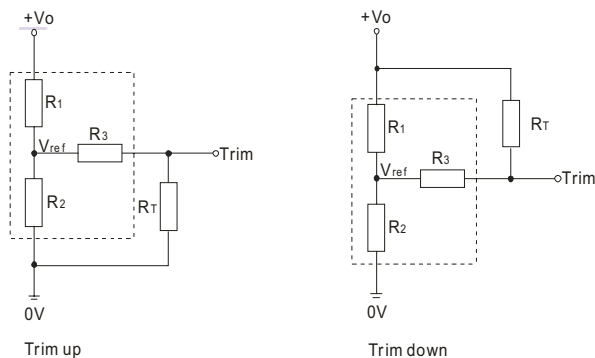 +Vo
R1
Vref
R3
Trim
R2
RT
0V
Trim up
+Vo
R1
RT
Vref
R3
Trim
R2
0V
Trim down